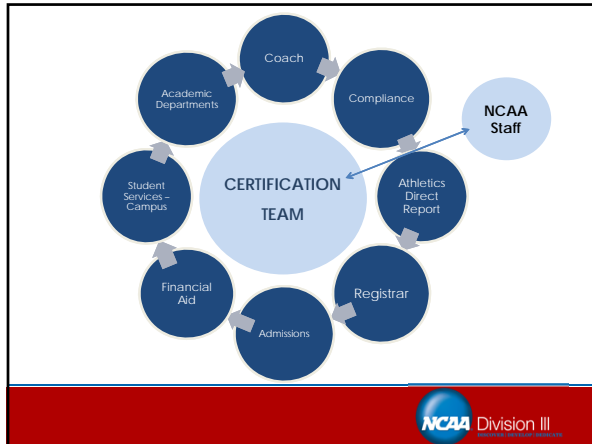 Coach
Compliance
NCAA
Staff
Athletics
Direct
Report
Registrar
Admissions
Financial
Aid
Student
Services –
Campus
Academic
Departments
CERTIFICATION
TEAM
NCAA Division III